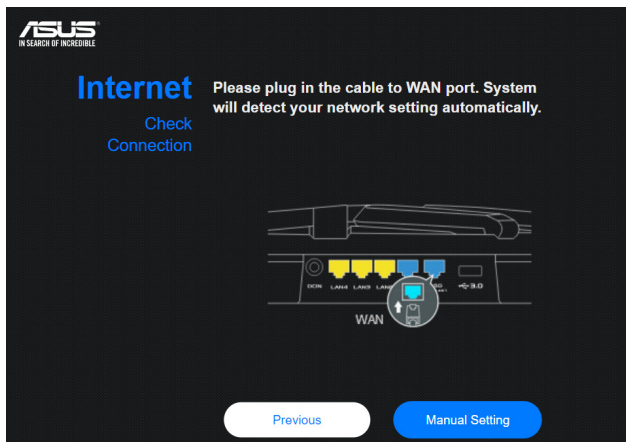 ASUS
IN SEARCH OF INCREDIBLE
Internet
Check
Connection
Please plug in the cable to WAN port. System
will detect your network setting automatically.
DCIN LAN4 LAN3 3.0
WAN
Previous
Manual Setting